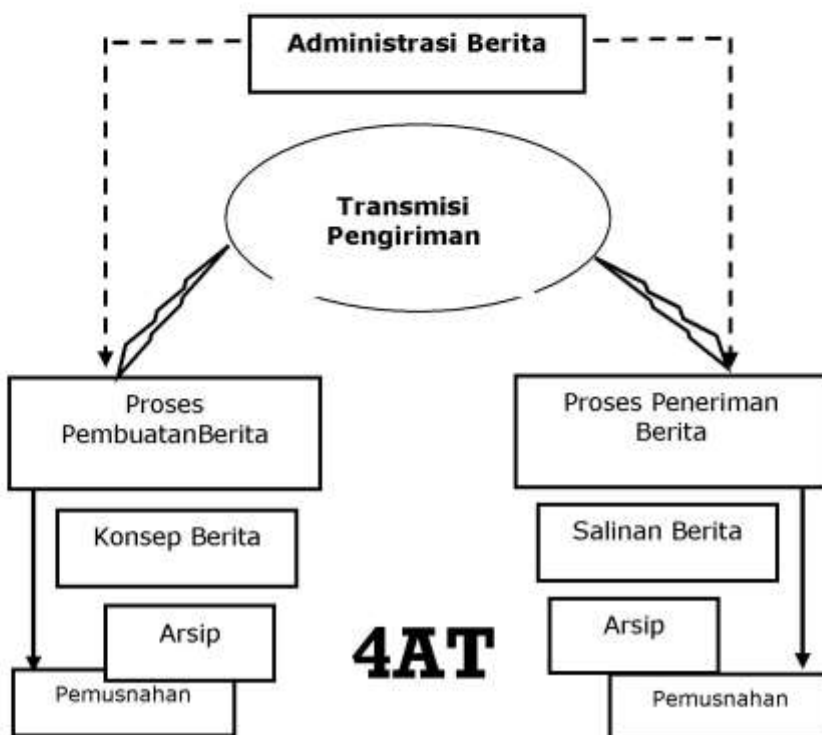 Administrasi Berita
Transmisi
Pengiriman
Proses
PembuatanBerita
Proses Peneriman
Berita
Konsep Berita
Salinan Berita
Arsip
Arsip
4AT
Pemusnahan
Pemusnahan